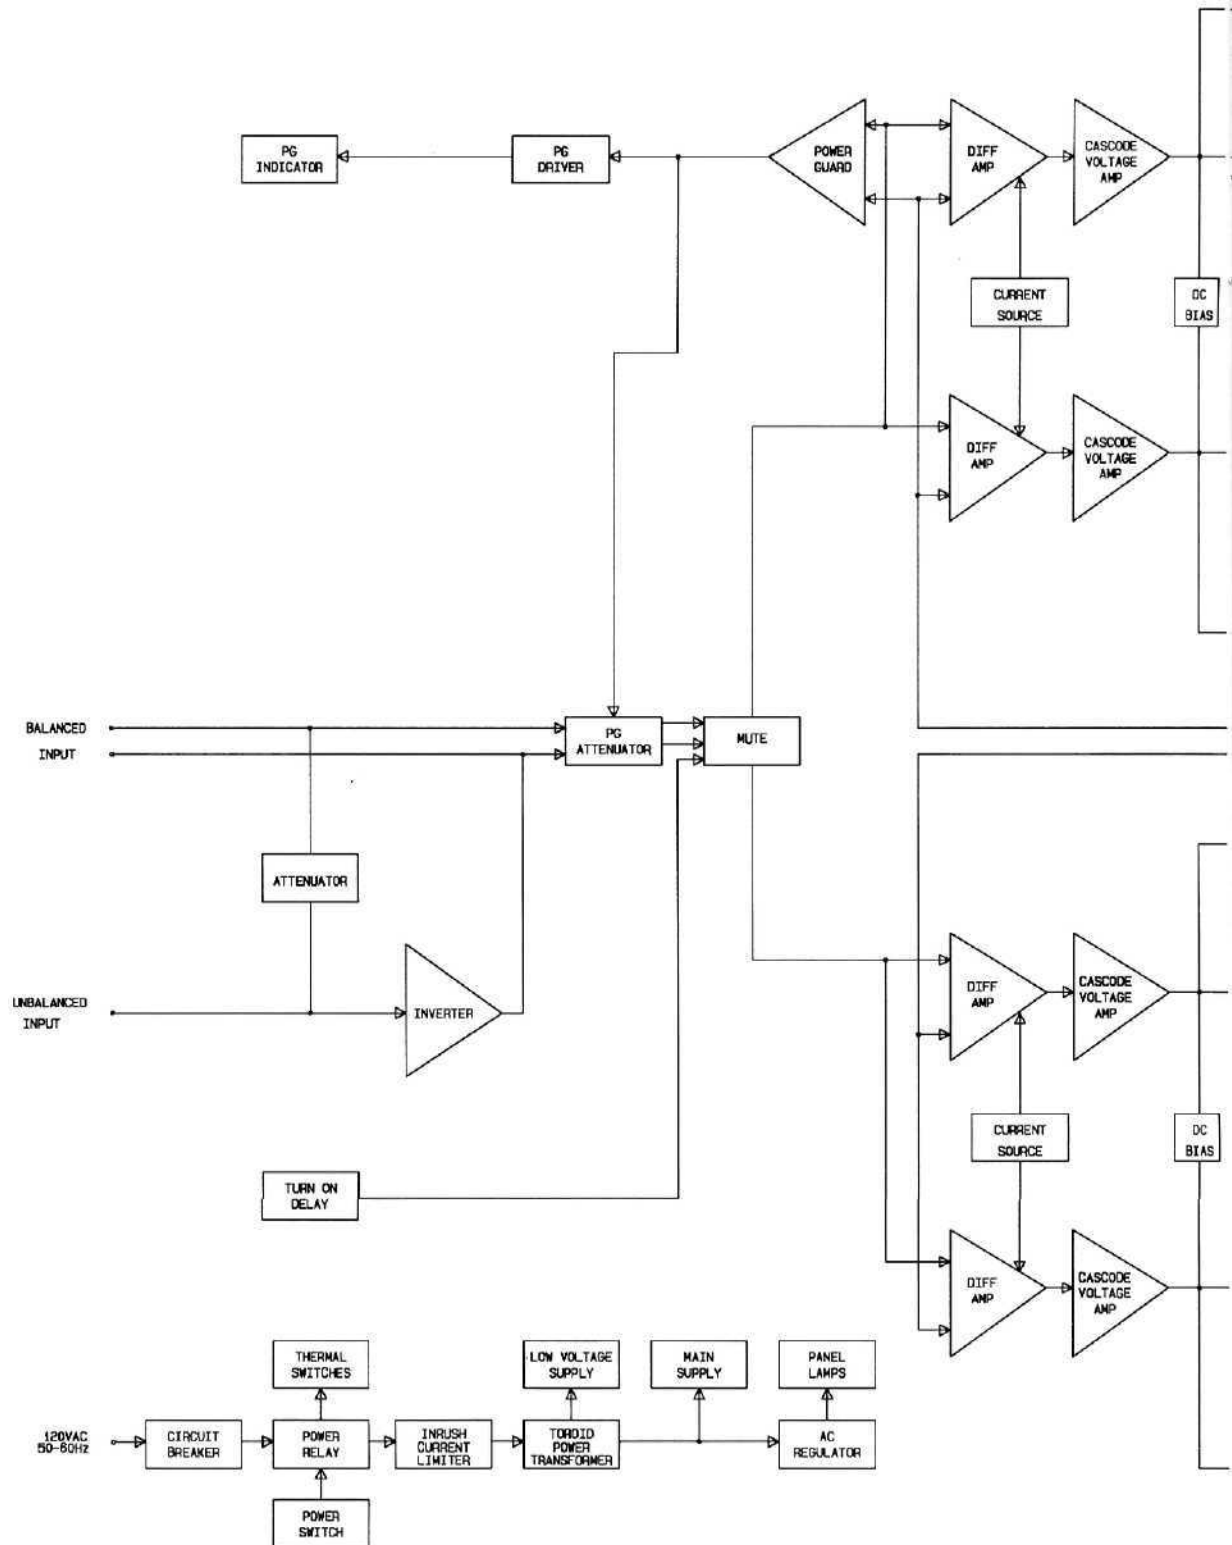 PG
INDICATOR
PG
DRIVER
POWER
GUARD
DIFF
AMP
CASCODE
VOLTAGE
AMP
CURRENT
SOURCE
DC
BIAS
DIFF
AMP
CASCODE
VOLTAGE
AMP
BALANCED
INPUT
PG
ATTENUATOR
MUTE
ATTENUATOR
UNBALANCED
INPUT
INVERTER
DIFF
AMP
CASCODE
VOLTAGE
AMP
CURRENT
SOURCE
DC
BIAS
TURN ON
DELAY
DIFF
AMP
CASCODE
VOLTAGE
AMP
THERMAL
SWITCHES
LOW VOLTAGE
SUPPLY
MAIN
SUPPLY
PANEL
LAMPS
120VAC
50-60Hz
CIRCUIT
BREAKER
POWER
RELAY
INRUSH
CURRENT
LIMITER
TOROID
POWER
TRANSFORMER
AC
REGULATOR
POWER
SWITCH